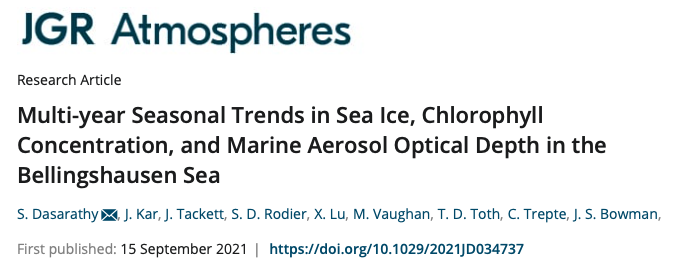 JGR Atmospheres
Research Article
Multi-year Seasonal Trends in Sea Ice, Chlorophyll
Concentration, and Marine Aerosol Optical Depth in the
Bellingshausen Sea
S. Dasarathy, J. Kar, J. Tackett, S. D. Rodier, X. Lu, M. Vaughan, T. D. Toth, C. Trepte, J. S. Bowman,
First published: 15 September 2021 | https://doi.org/10.1029/2021JD034737